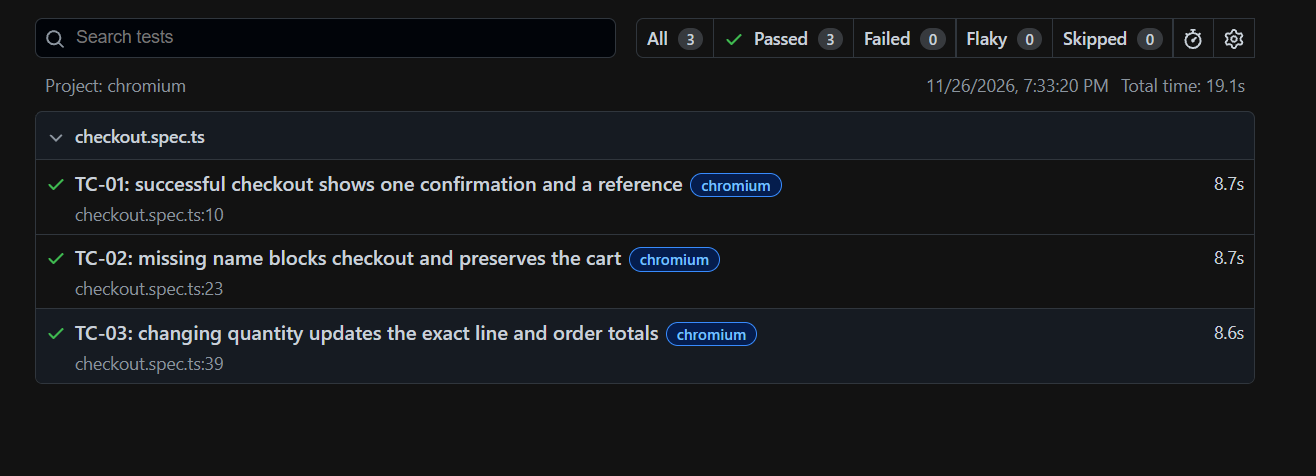 Search tests
All 3 Passed 3 Failed 0 Flaky 0 Skipped 0
Project: chromium 11/26/2026, 7:33:20 PM Total time: 19.1s
checkout.spec.ts
TC-01: successful checkout shows one confirmation and a reference chromium 8.7s
checkout.spec.ts:10
TC-02: missing name blocks checkout and preserves the cart chromium 8.7s
checkout.spec.ts:23
TC-03: changing quantity updates the exact line and order totals chromium 8.6s
checkout.spec.ts:39